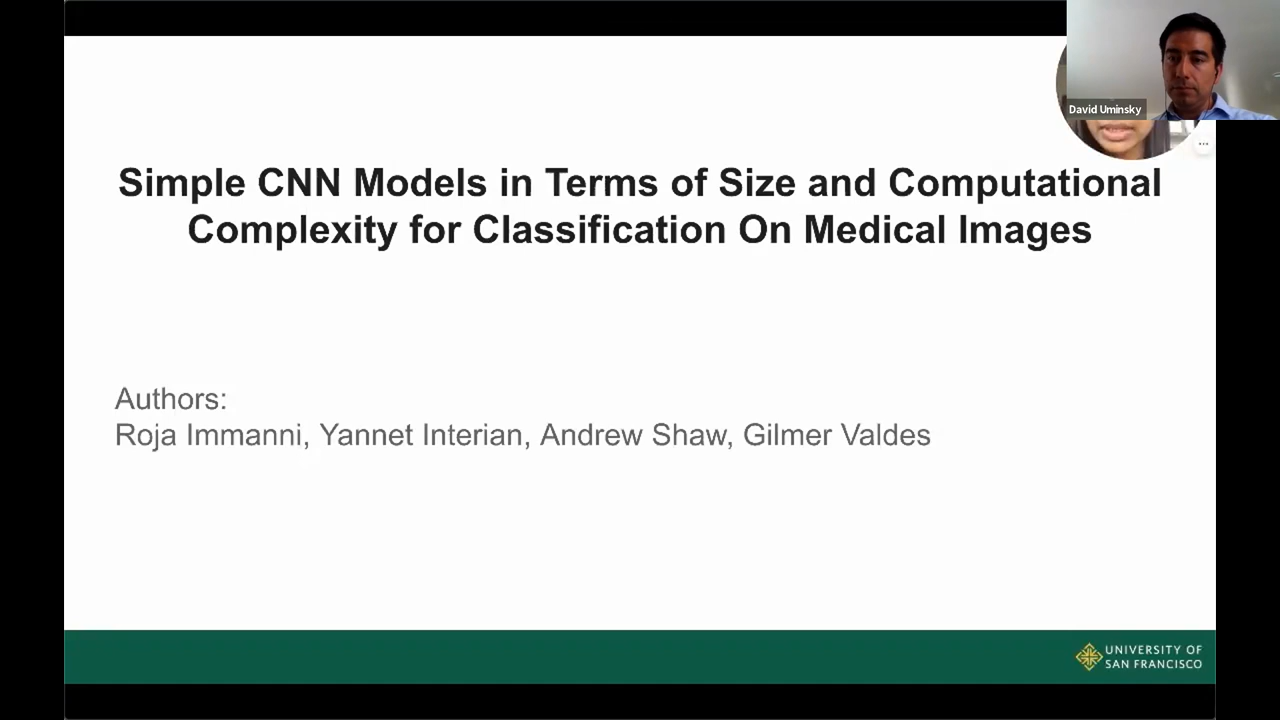 David Uminsky
Simple CNN Models in Terms of Size and Computational
Complexity for Classification On Medical Images
Authors:
Roja Immanni, Yannet Interian, Andrew Shaw, Gilmer Valdes
UNIVERSITY OF
SAN FRANCISCO